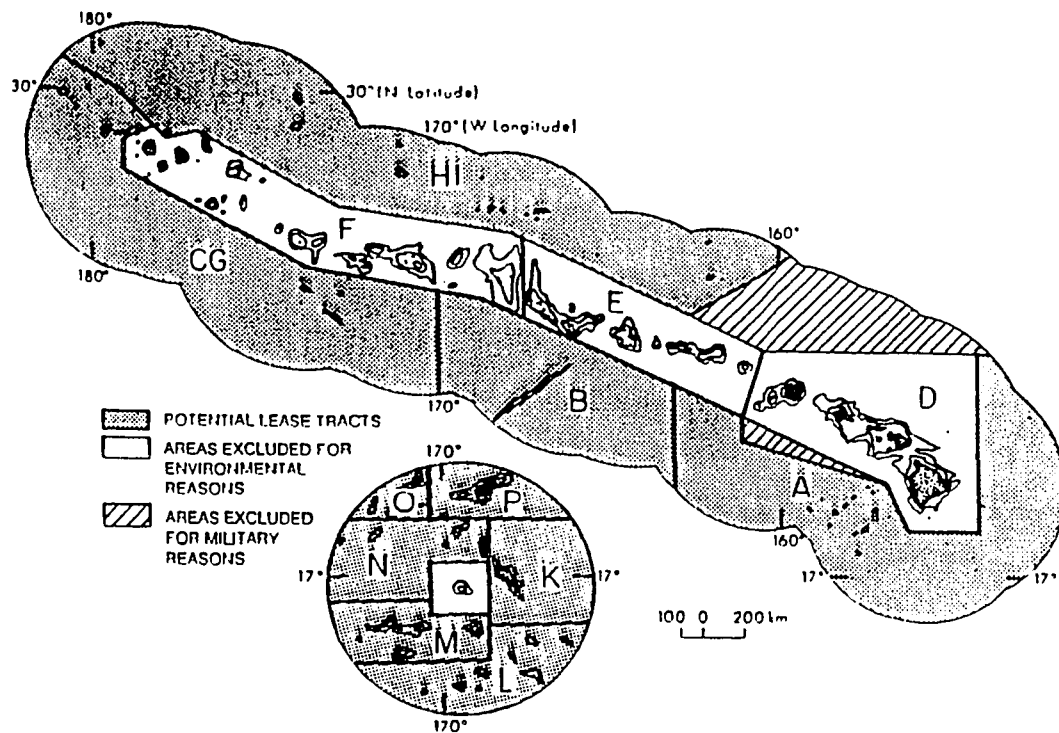 180°
30°
30° (N Latitude)
170° (W Longitude)
HI
160°
F
CG
180°
E
D
170°
B
A
160°
17°
17°
POTENTIAL LEASE TRACTS
AREAS EXCLUDED FOR
ENVIRONMENTAL
REASONS
AREAS EXCLUDED
FOR MILITARY
REASONS
170°
O
P
N
K
17°
17°
M
L
170°
100 0 200 km